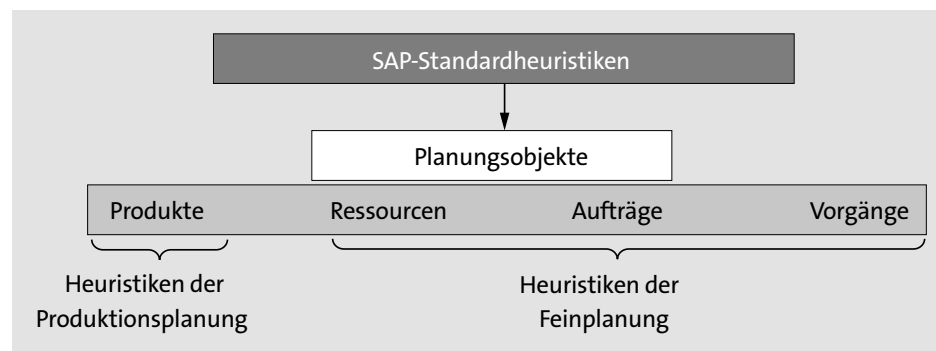 SAP-Standardheuristiken
Planungsobjekte
Produkte Ressourcen Aufträge Vorgänge
Heuristiken der Produktionsplanung
Heuristiken der Feinplanung